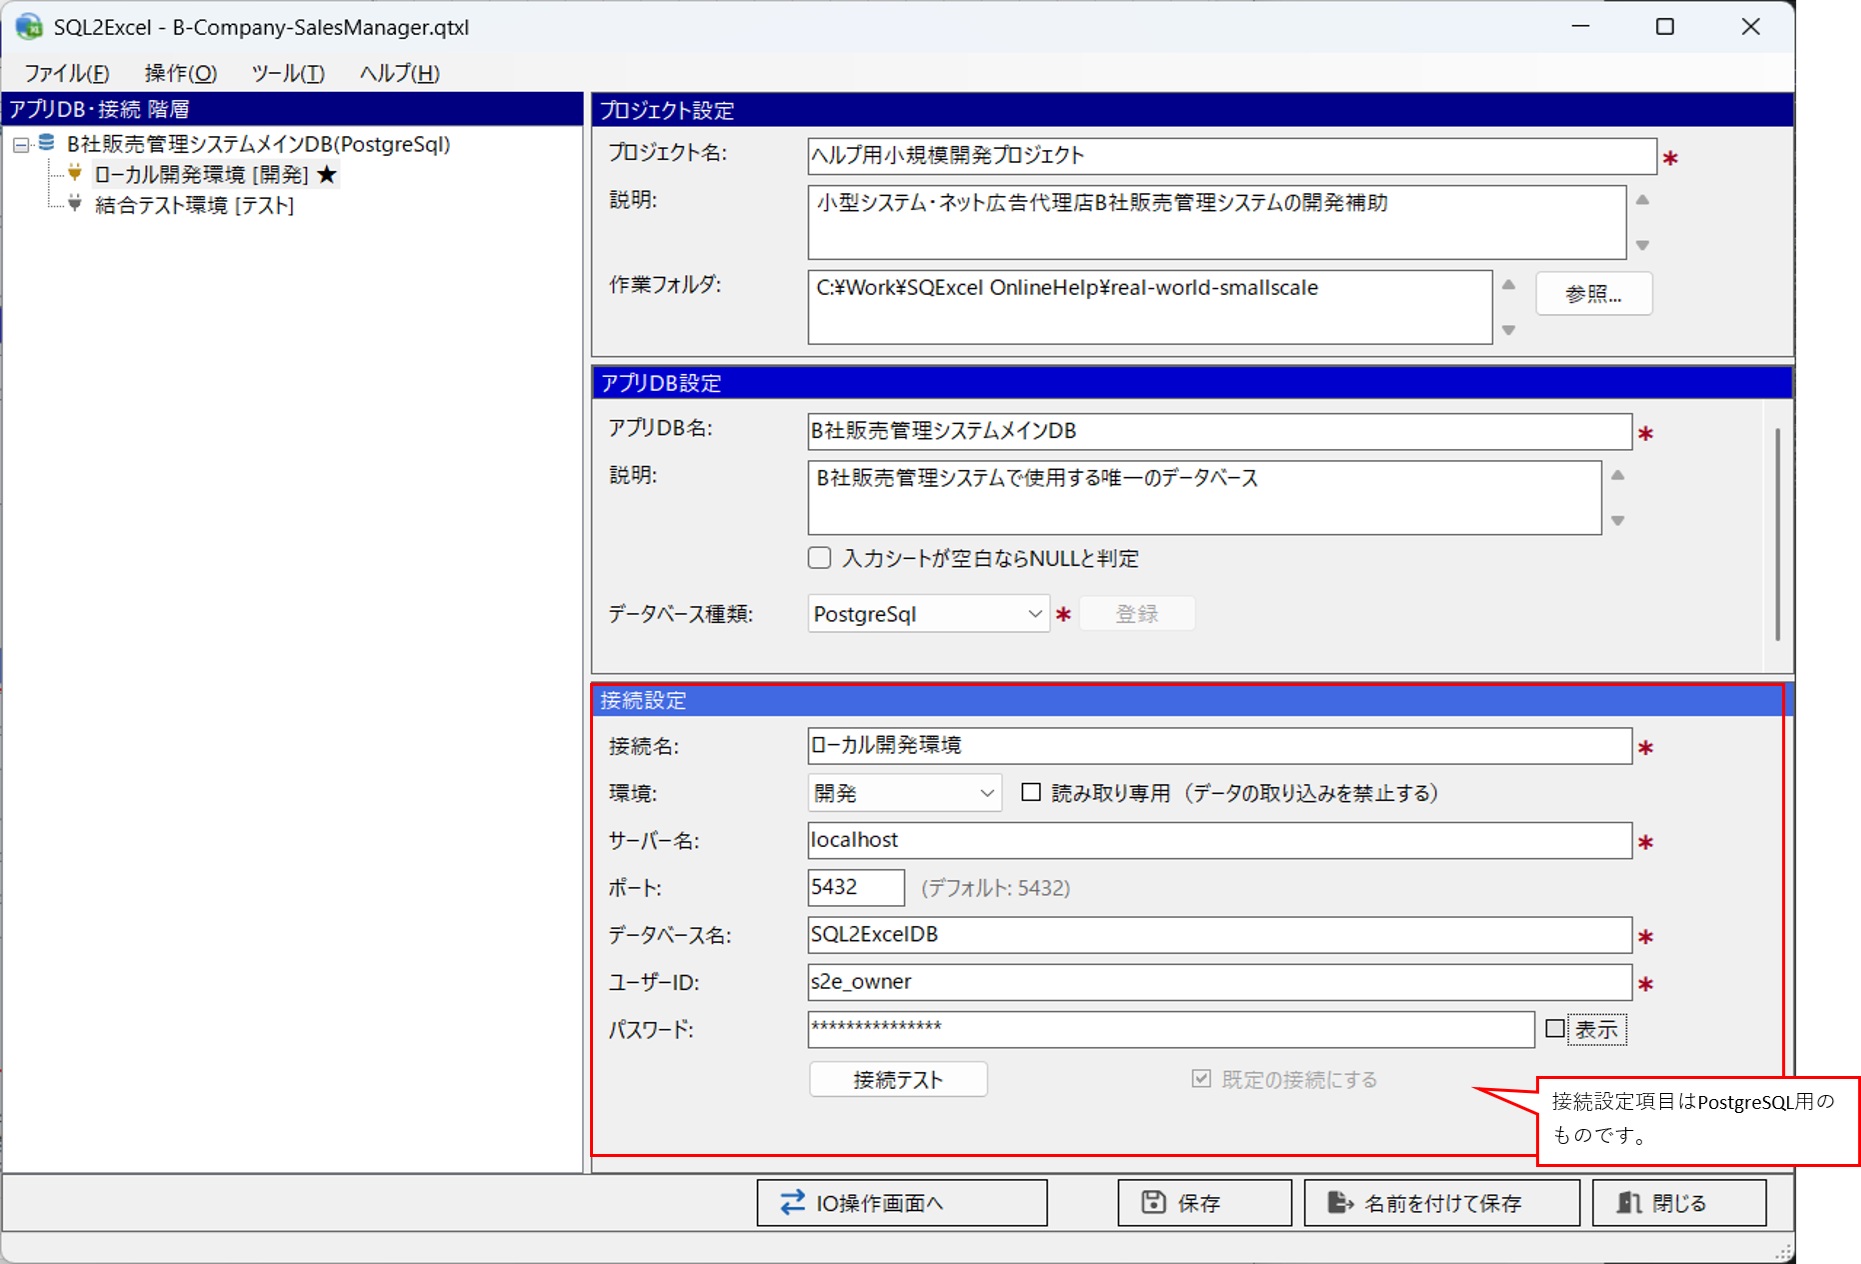 SQL2Excel - B-Company-SalesManager.qtxl
ファイル(F) 操作(O) ツール(T) ヘルプ(H)
アプリDB・接続 階層
B社販売管理システムメインDB(PostgreSql)
ローカル開発環境 [開発] ★
結合テスト環境 [テスト]
プロジェクト設定
プロジェクト名: ヘルプ用小規模開発プロジェクト *
説明: 小型システム・ネット広告代理店B社販売管理システムの開発補助
作業フォルダ: C:¥Work¥SQExcel OnlineHelp¥real-world-smallscale 参照...
アプリDB設定
アプリDB名: B社販売管理システムメインDB *
説明: B社販売管理システムで使用する唯一のデータベース
入力シートが空白ならNULLと判定
データベース種類: PostgreSql * 登録
接続設定
接続名: ローカル開発環境 *
環境: 開発 読み取り専用（データの取り込みを禁止する）
サーバー名: localhost *
ポート: 5432 (デフォルト: 5432)
データベース名: SQL2ExcelDB *
ユーザーID: s2e_owner *
パスワード: *************** 表示
接続テスト 既定の接続にする
接続設定項目はPostgreSQL用の
ものです。
IO操作画面へ 保存 名前を付けて保存 閉じる